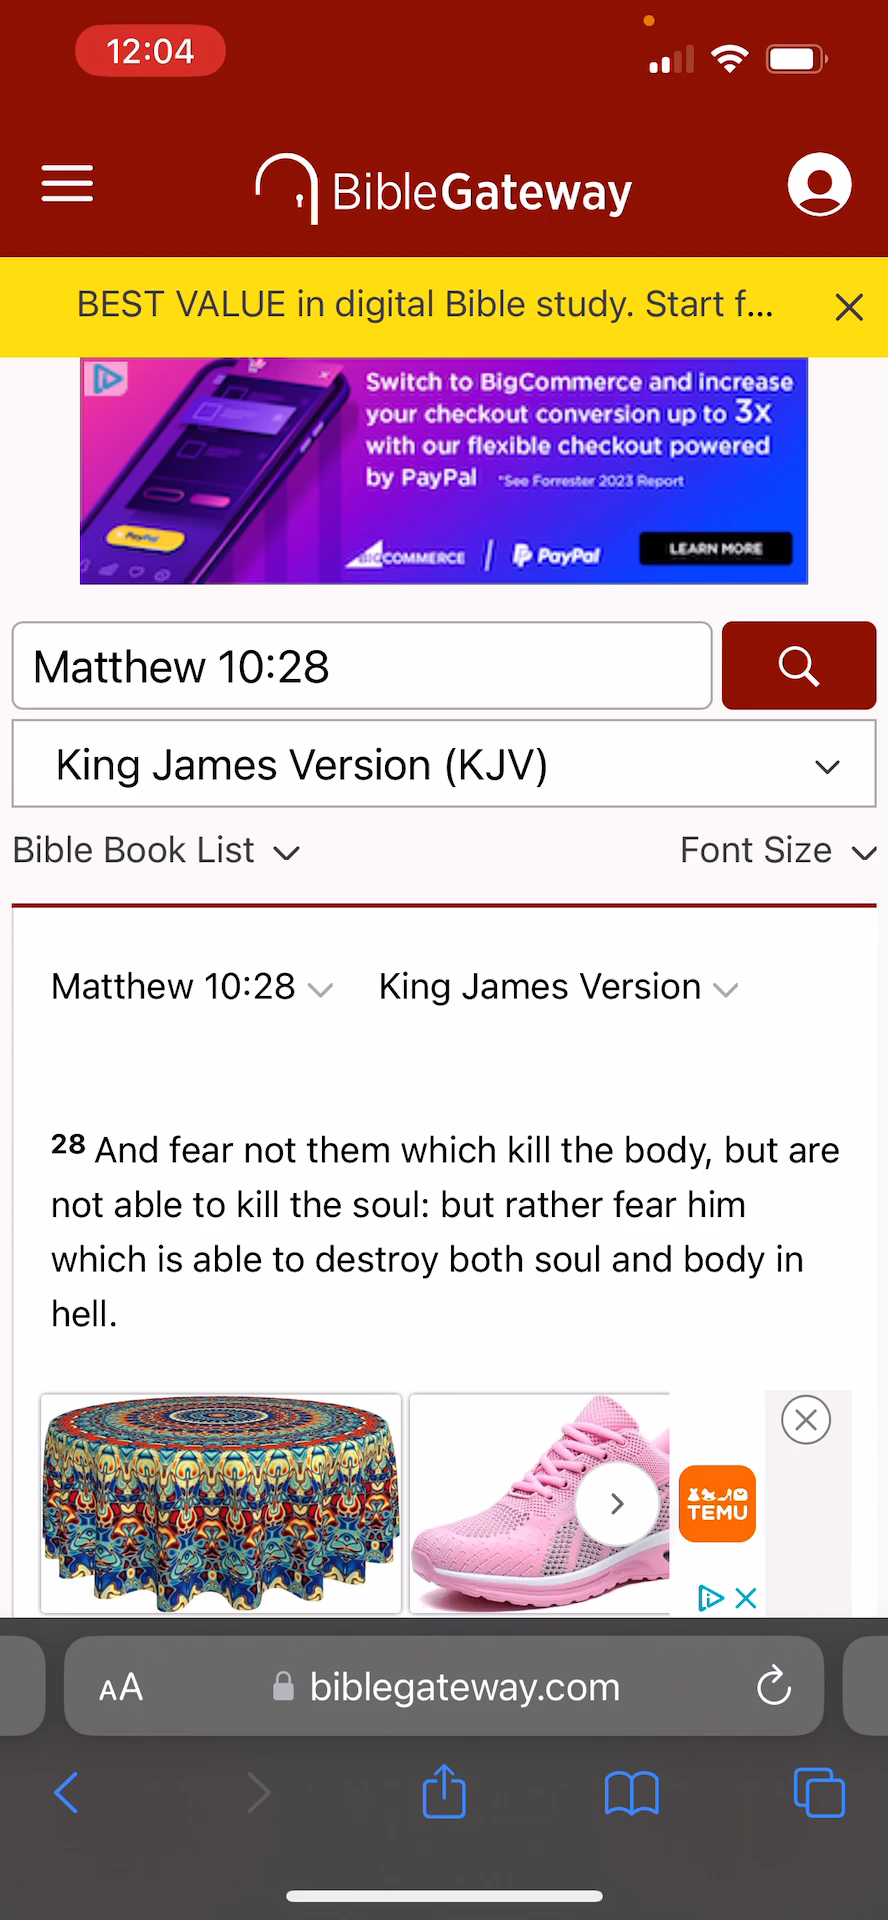 12:04
BibleGateway
BEST VALUE in digital Bible study. Start f...
Switch to BigCommerce and increase
your checkout conversion up to 3x
with our flexible checkout powered
by PayPal *See Forrester 2023 Report
PayPal
BIGCOMMERCE PayPal LEARN MORE
Matthew 10:28
King James Version (KJV)
Bible Book List Font Size
Matthew 10:28 King James Version
28 And fear not them which kill the body, but are
not able to kill the soul: but rather fear him
which is able to destroy both soul and body in
hell.
TEMU
AA biblegateway.com